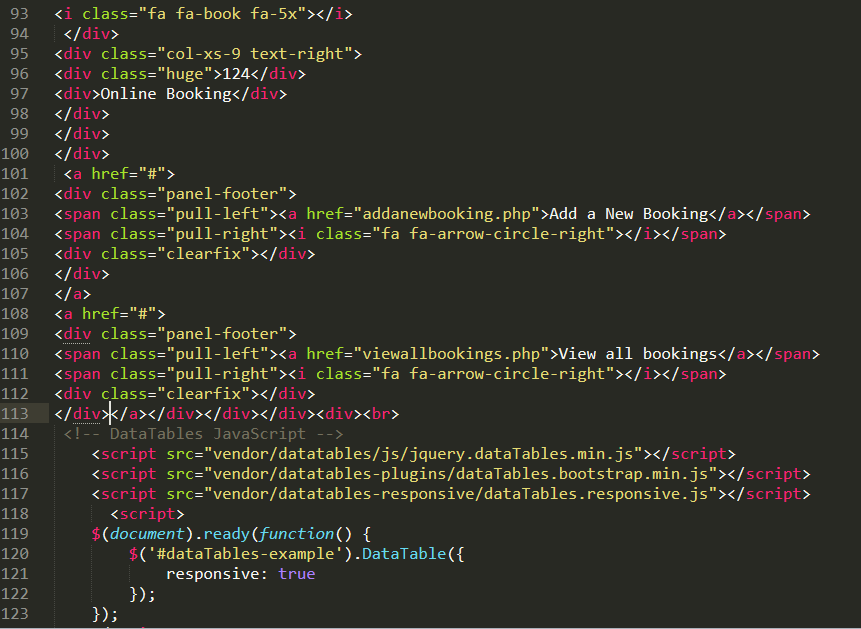 93 <i class="fa fa-book fa-5x"></i>
94 </div>
95 <div class="col-xs-9 text-right">
96 <div class="huge">124</div>
97 <div>Online Booking</div>
98 </div>
99 </div>
100 </div>
101 <a href="#">
102 <div class="panel-footer">
103 <span class="pull-left"><a href="addanewbooking.php">Add a New Booking</a></span>
104 <span class="pull-right"><i class="fa fa-arrow-circle-right"></i></span>
105 <div class="clearfix"></div>
106 </div>
107 </a>
108 <a href="#">
109 <div class="panel-footer">
110 <span class="pull-left"><a href="viewallbookings.php">View all bookings</a></span>
111 <span class="pull-right"><i class="fa fa-arrow-circle-right"></i></span>
112 <div class="clearfix"></div>
113 </div></a></div></div></div><div><br>
114 <!-- DataTables JavaScript -->
115 <script src="vendor/datatables/js/jquery.dataTables.min.js"></script>
116 <script src="vendor/datatables-plugins/dataTables.bootstrap.min.js"></script>
117 <script src="vendor/datatables-responsive/dataTables.responsive.js"></script>
118 <script>
119 $(document).ready(function() {
120 $('#dataTables-example').DataTable({
121 responsive: true
122 });
123 });